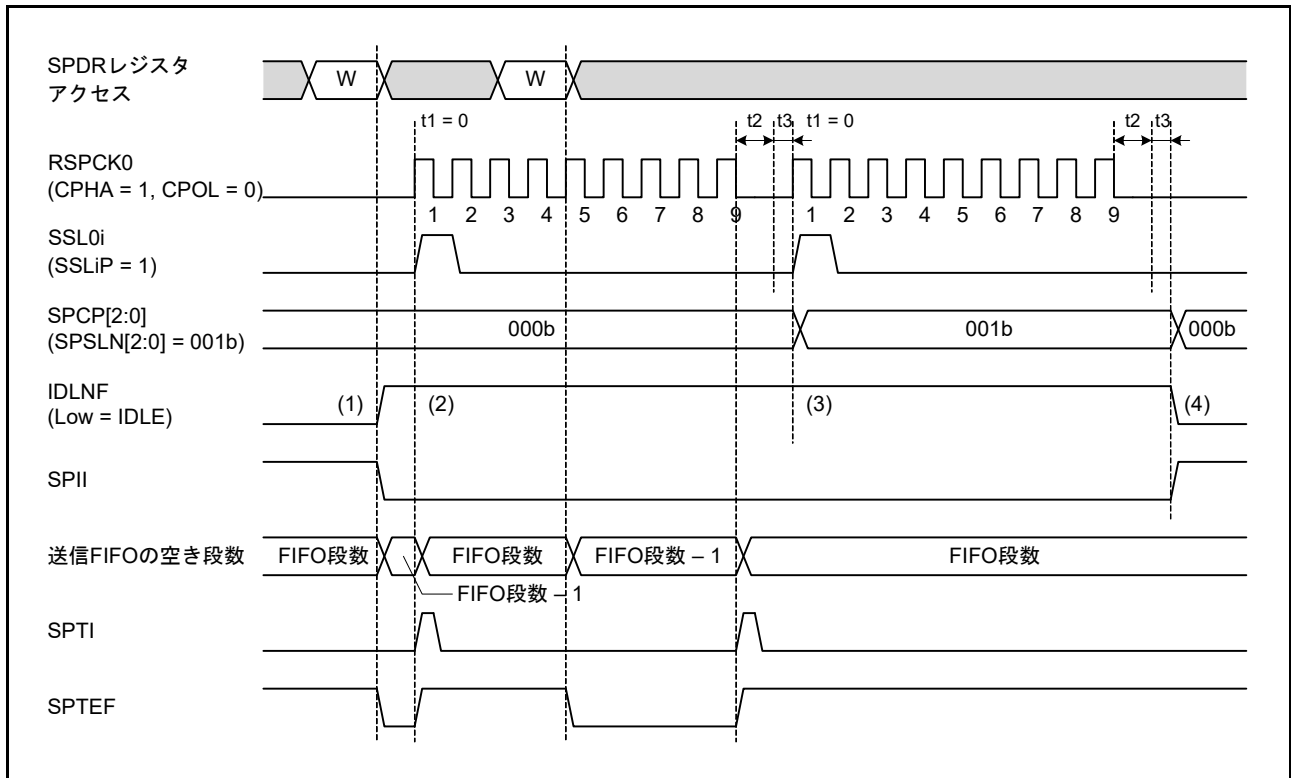 SPDRレジスタ
アクセス
W
W
t1 = 0
t2
t3
t1 = 0
t2
t3
RSPCK0
(CPHA = 1, CPOL = 0)
1 2 3 4 5 6 7 8 9 1 2 3 4 5 6 7 8 9
SSL0i
(SSLiP = 1)
SPCP[2:0]
(SPSLN[2:0] = 001b)
000b
001b
000b
IDLNF
(Low = IDLE)
(1)
(2)
(3)
(4)
SPII
送信FIFOの空き段数
FIFO段数
FIFO段数
FIFO段数 – 1
FIFO段数
FIFO段数 – 1
SPTI
SPTEF